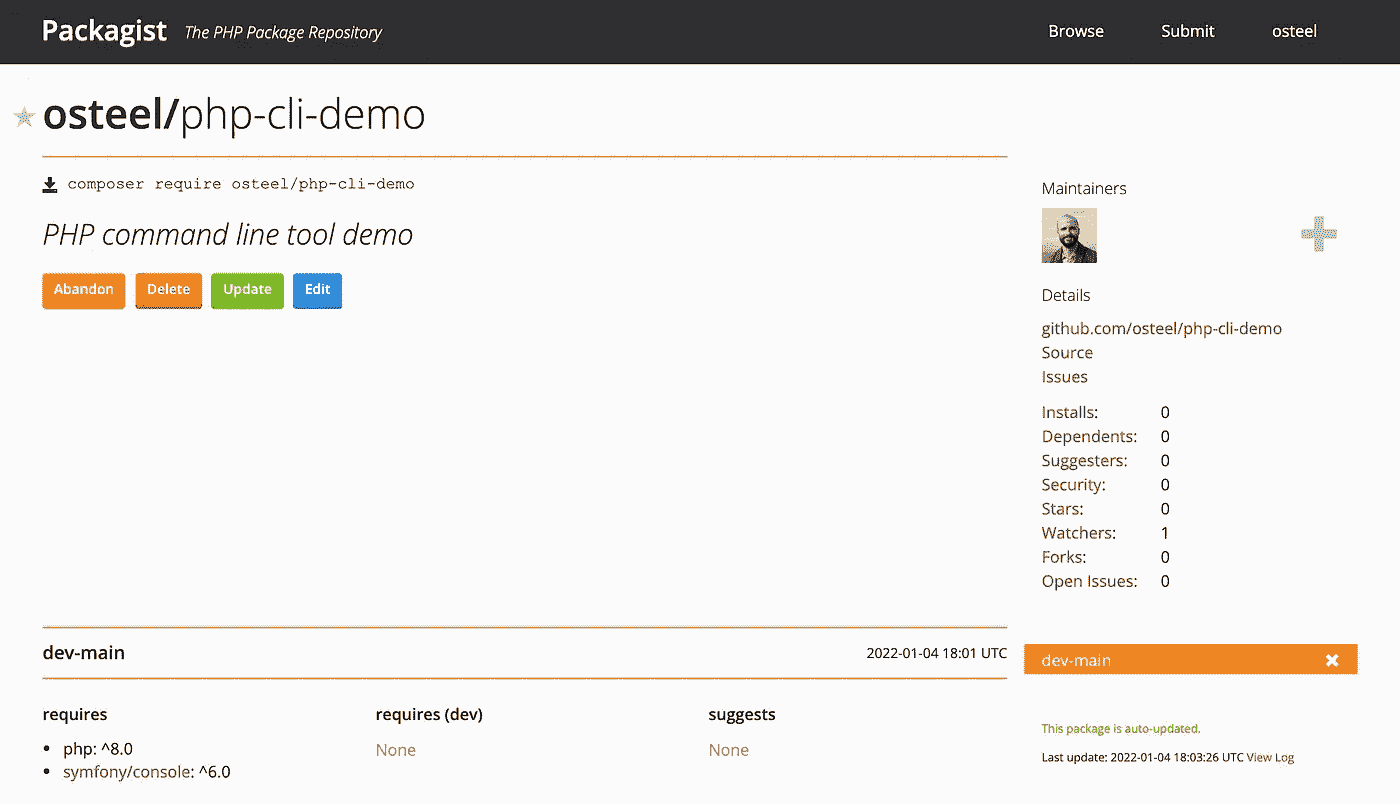 Packagist The PHP Package Repository Browse Submit osteel
osteel/php-cli-demo
composer require osteel/php-cli-demo
PHP command line tool demo
Abandon Delete Update Edit
Maintainers
Details
github.com/osteel/php-cli-demo
Source
Issues
Installs: 0
Dependents: 0
Suggesters: 0
Security: 0
Stars: 0
Watchers: 1
Forks: 0
Open Issues: 0
dev-main 2022-01-04 18:01 UTC
dev-main
requires requires (dev) suggests
php: ^8.0 None None
symfony/console: ^6.0
This package is auto-updated.
Last update: 2022-01-04 18:03:26 UTC View Log